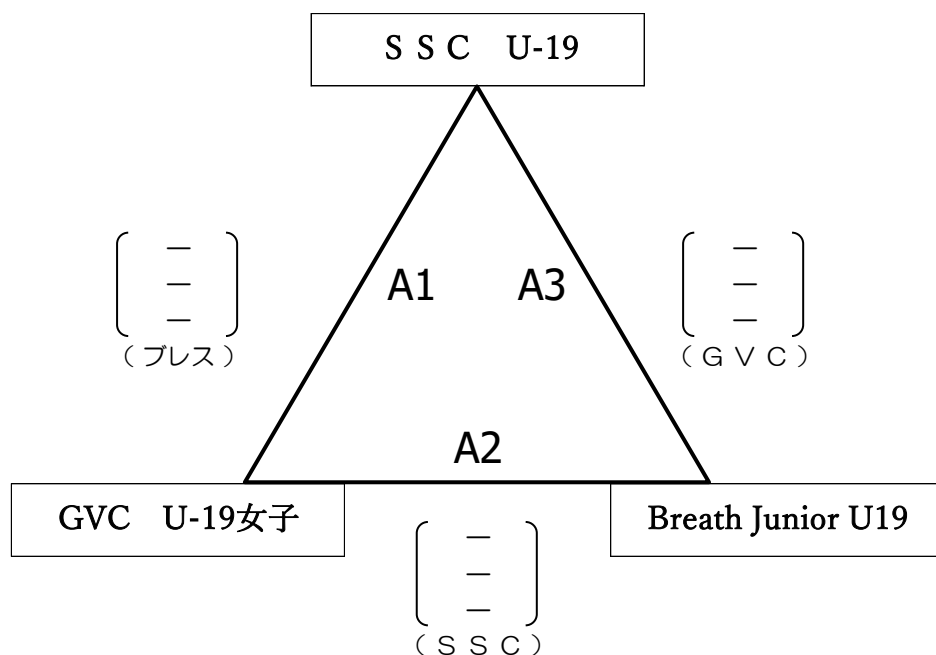 ＳＳＣ　U-19
－
－
－
（ブレス）
A1
A3
－
－
－
（ＧＶＣ）
A2
GVC　U-19女子
Breath Junior U19
－
－
－
（ＳＳＣ）